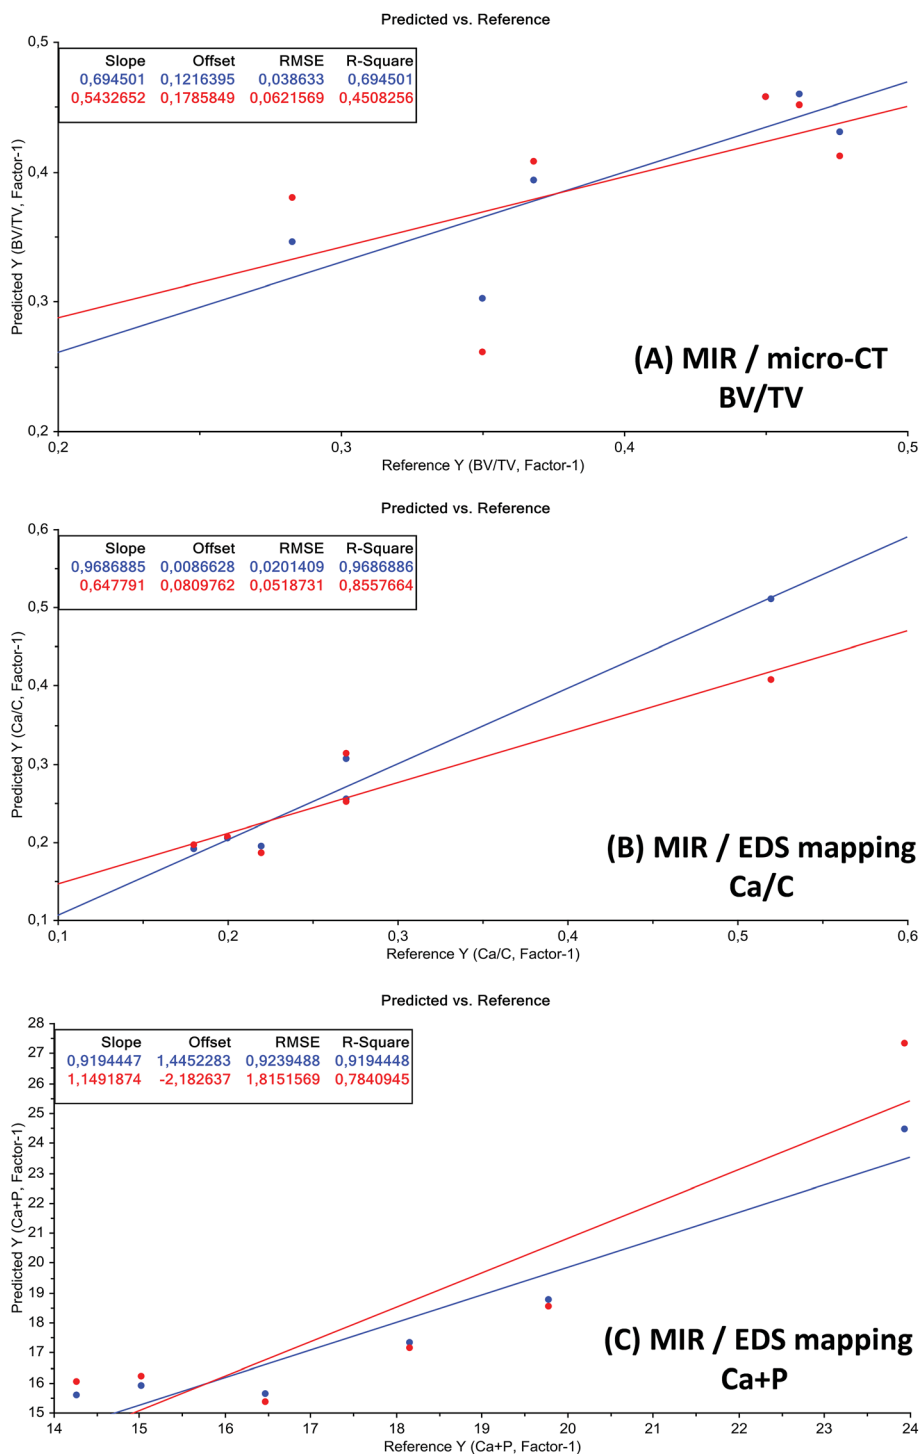 Predicted vs. Reference
Slope Offset RMSE R-Square
0,694501 0,1216395 0,038633 0,694501
0,5432652 0,1785849 0,0621569 0,4508256
0,5
0,4
0,3
0,2
Predicted Y (BV/TV, Factor-1)
(A) MIR / micro-CT
BV/TV
0,2 0,3 0,4 0,5
Reference Y (BV/TV, Factor-1)
Predicted vs. Reference
Slope Offset RMSE R-Square
0,9686885 0,0086628 0,0201409 0,9686886
0,647791 0,0809762 0,0518731 0,8557664
0,6
0,5
0,4
0,3
0,2
0,1
Predicted Y (Ca/C, Factor-1)
(B) MIR / EDS mapping
Ca/C
0,1 0,2 0,3 0,4 0,5 0,6
Reference Y (Ca/C, Factor-1)
Predicted vs. Reference
Slope Offset RMSE R-Square
0,9194447 1,4452283 0,9239488 0,9194448
1,1491874 -2,182637 1,8151569 0,7840945
28
27
26
25
24
23
22
21
20
19
18
17
16
15
Predicted Y (Ca+P, Factor-1)
(C) MIR / EDS mapping
Ca+P
14 15 16 17 18 19 20 21 22 23 24
Reference Y (Ca+P, Factor-1)